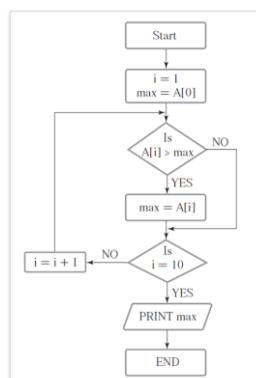 Start
i = 1
max = A[0]
Is
A[i] > max
NO
YES
max = A[i]
Is
i = 10
NO
i = i + 1
YES
PRINT max
END